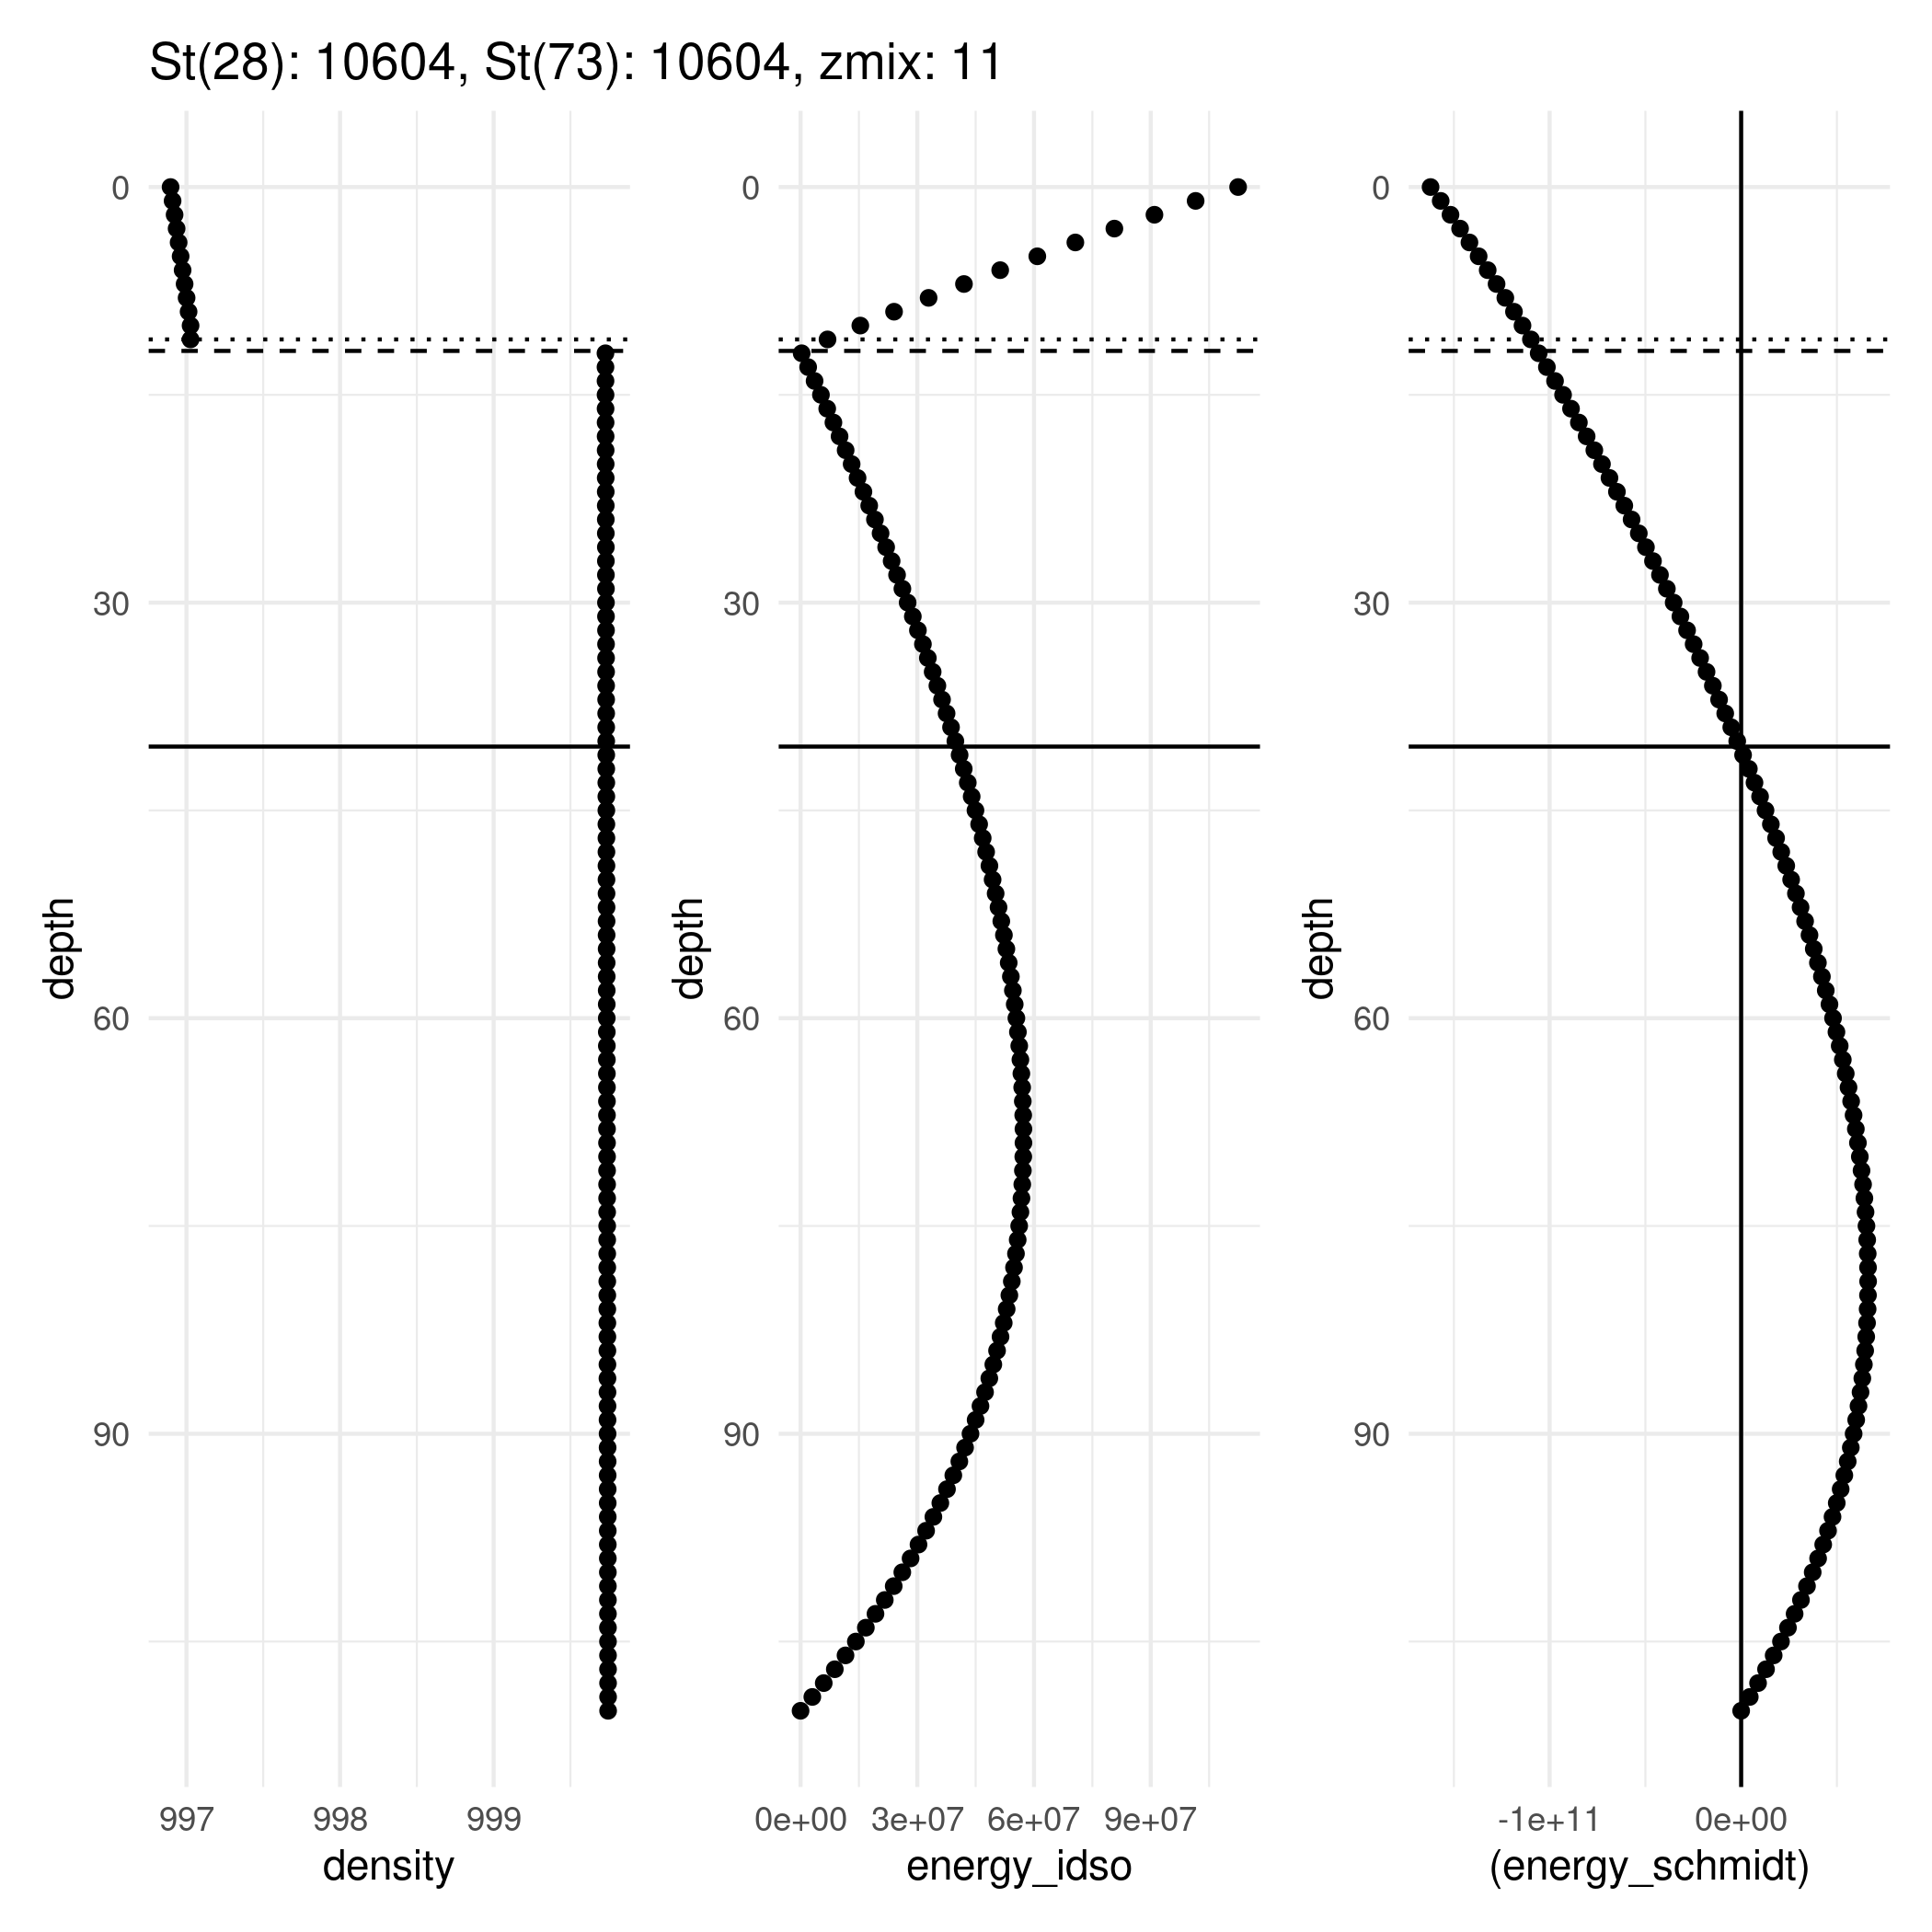 St(28): 10604, St(73): 10604, zmix: 11
depth
0
30
60
90
997 998 999
density
depth
0
30
60
90
0e+00 3e+07 6e+07 9e+07
energy_idso
depth
0
30
60
90
-1e+11 0e+00
(energy_schmidt)